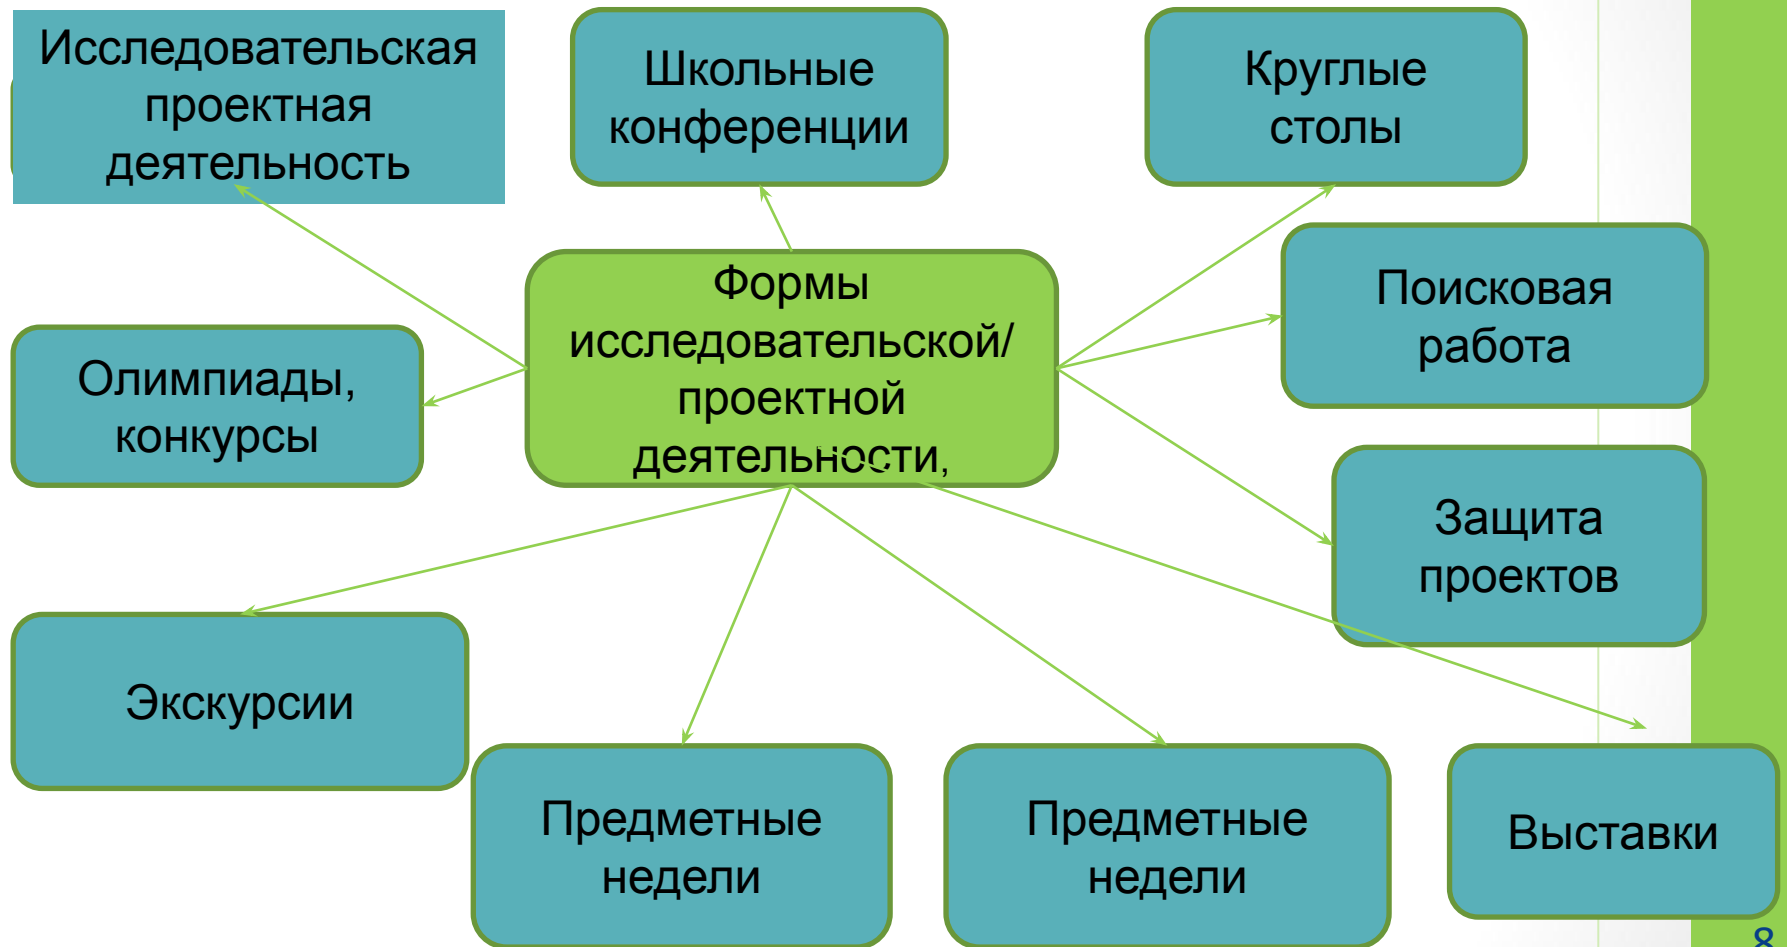 Исследовательская
проектная
деятельность
Школьные
конференции
Круглые
столы
Формы
исследовательской/
проектной
деятельности,
Поисковая
работа
Олимпиады,
конкурсы
Защита
проектов
Экскурсии
Предметные
недели
Предметные
недели
Выставки
8